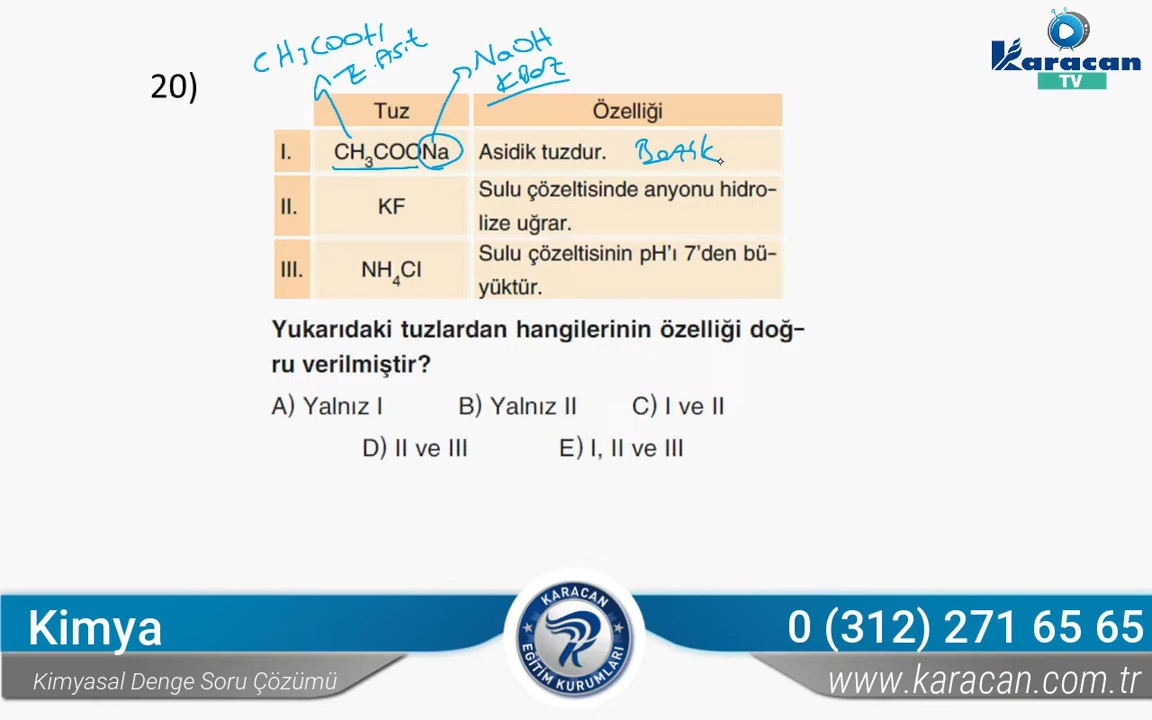 CH3COOH
Z.Asit
NaOH
KBaz
Karacan
TV
20)
Tuz Özelliği
I. CH3COONa Asidik tuzdur. Bazik
II. KF Sulu çözeltisinde anyonu hidro-
lize uğrar.
III. NH4Cl Sulu çözeltisinin pH'ı 7'den bü-
yüktür.
Yukarıdaki tuzlardan hangilerinin özelliği doğ-
ru verilmiştir?
A) Yalnız I B) Yalnız II C) I ve II
D) II ve III E) I, II ve III
KARACAN
EĞİTİM KURUMLARI
Kimya 0 (312) 271 65 65
Kimyasal Denge Soru Çözümü www.karacan.com.tr